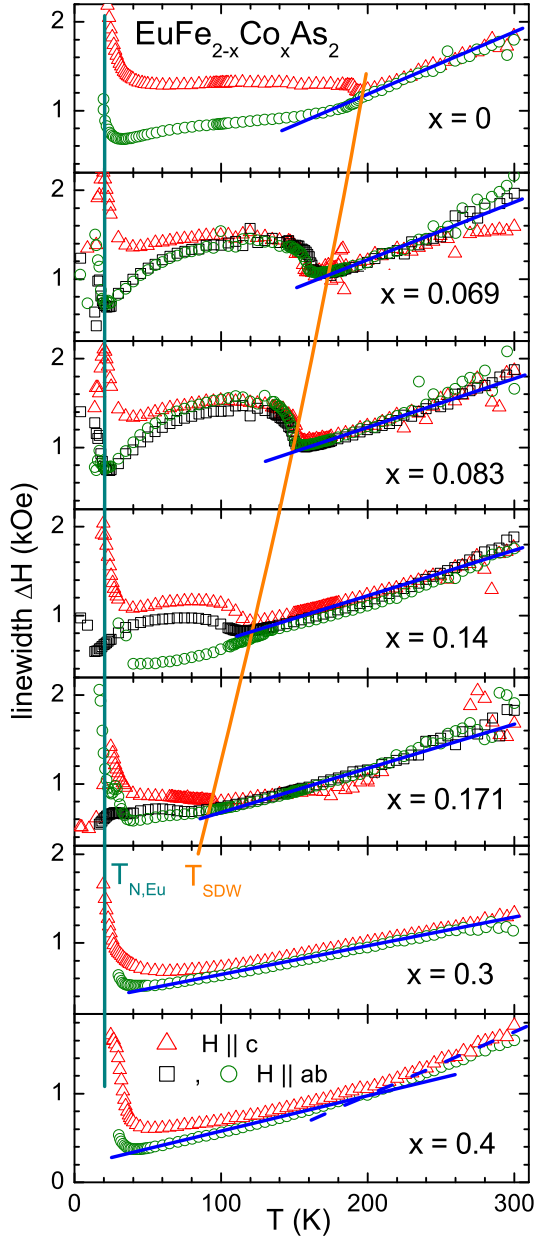 EuFe2-xCoxAs2
2
1
x = 0
2
1
x = 0.069
2
1
x = 0.083
linewidth ΔH (kOe)
2
1
x = 0.14
2
1
x = 0.171
2
TN,Eu
TSDW
1
x = 0.3
2
H || c
, H || ab
1
x = 0.4
0
0 100 200 300
T (K)